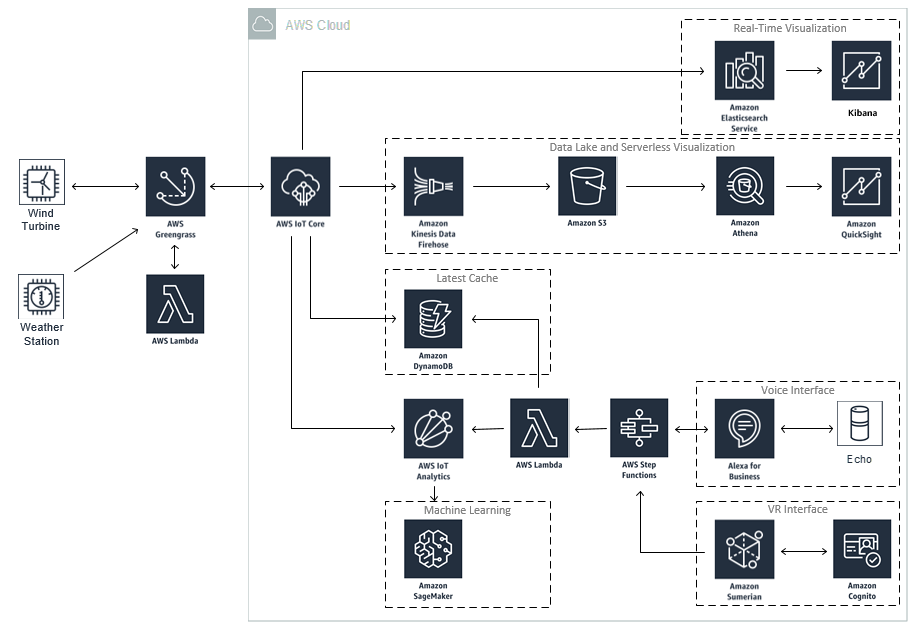 AWS Cloud
Real-Time Visualization
Amazon
Elasticsearch
Service
Kibana
Data Lake and Serverless Visualization
Wind
Turbine
AWS
Greengrass
AWS IoT Core
Amazon
Kinesis Data
Firehose
Amazon S3
Amazon
Athena
Amazon
QuickSight
Weather
Station
AWS Lambda
Latest Cache
Amazon
DynamoDB
Voice Interface
AWS IoT
Analytics
AWS Lambda
AWS Step
Functions
Alexa for
Business
Echo
Machine Learning
Amazon
SageMaker
VR Interface
Amazon
Sumerian
Amazon
Cognito